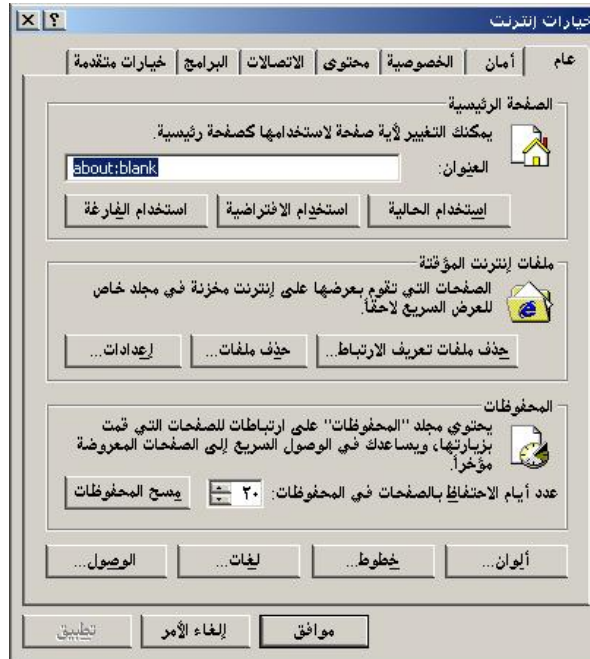 خيارات إنترنت
عام
أمان
الخصوصية
محتوى
الاتصالات
البرامج
خيارات متقدمة
الصفحة الرئيسية
يمكنك التغيير لأية صفحة لاستخدامها كصفحة رئيسية.
العنوان: about:blank
استخدام الحالية
استخدام الافتراضية
استخدام الفارغة
ملفات إنترنت المؤقتة
الصفحات التي تقوم بعرضها على إنترنت مخزنة في مجلد خاص
للعرض السريع لاحقاً.
حذف ملفات تعريف الارتباط...
حذف ملفات...
إعدادات...
المحفوظات
يحتوي مجلد "المحفوظات" على ارتباطات للصفحات التي قمت
بزيارتها، ويساعدك في الوصول السريع إلى الصفحات المعروضة
مؤخراً.
عدد أيام الاحتفاظ بالصفحات في المحفوظات: ٢٠
مسح المحفوظات
ألوان...
خطوط...
لغات...
الوصول...
موافق
إلغاء الأمر
تطبيق